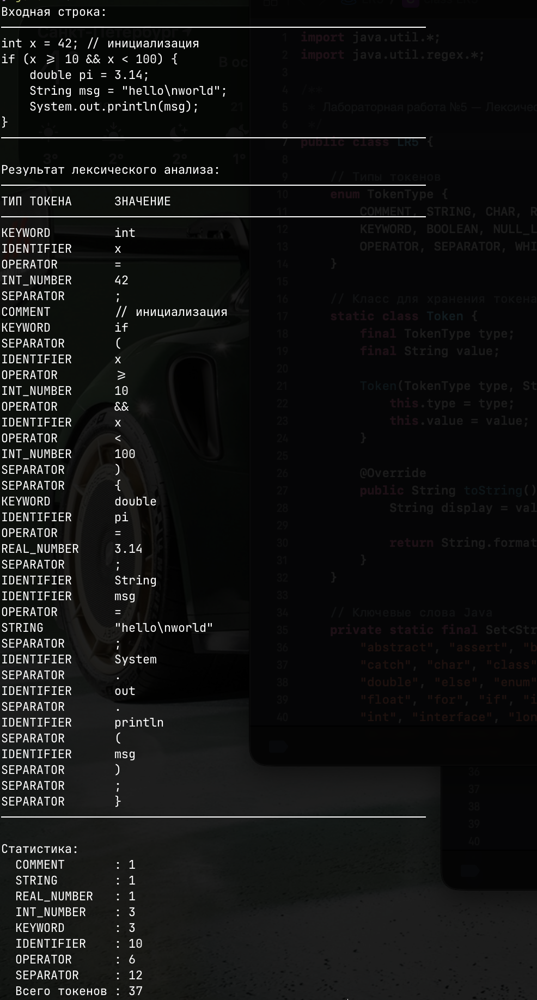 Входная строка:
int x = 42; // инициализация
if (x >= 10 && x < 100) {
    double pi = 3.14;
    String msg = "hello\nworld";
    System.out.println(msg);
}
Результат лексического анализа:
ТИП ТОКЕНА ЗНАЧЕНИЕ
KEYWORD int
IDENTIFIER x
OPERATOR =
INT_NUMBER 42
SEPARATOR ;
COMMENT // инициализация
KEYWORD if
SEPARATOR (
IDENTIFIER x
OPERATOR >=
INT_NUMBER 10
OPERATOR &&
IDENTIFIER x
OPERATOR <
INT_NUMBER 100
SEPARATOR )
SEPARATOR {
KEYWORD double
IDENTIFIER pi
OPERATOR =
REAL_NUMBER 3.14
SEPARATOR ;
IDENTIFIER String
IDENTIFIER msg
OPERATOR =
STRING "hello\nworld"
SEPARATOR ;
IDENTIFIER System
SEPARATOR .
IDENTIFIER out
SEPARATOR .
IDENTIFIER println
SEPARATOR (
IDENTIFIER msg
SEPARATOR )
SEPARATOR ;
SEPARATOR }
Статистика:
  COMMENT : 1
  STRING : 1
  REAL_NUMBER : 1
  INT_NUMBER : 3
  KEYWORD : 3
  IDENTIFIER : 10
  OPERATOR : 6
  SEPARATOR : 12
  Всего токенов : 37
Санкт-Петербург
В ос
21
3° 2° 2° 1°
1 import java.util.*;
2 import java.util.regex.*;
3
4 /**
5  * Лабораторная работа №5 — Лексичес
6  */
7 public class LR5 {
8
9     // Типы токенов
10     enum TokenType {
11         COMMENT, STRING, CHAR, R
12         KEYWORD, BOOLEAN, NULL_L
13         OPERATOR, SEPARATOR, WHI
14     }
15
16     // Класс для хранения токена
17     static class Token {
18         final TokenType type;
19         final String value;
20
21         Token(TokenType type, St
22             this.type = type;
23             this.value = value;
24         }
25
26         @Override
27         public String toString()
28             String display = val
29
30             return String.format
31         }
32     }
33
34     // Ключевые слова Java
35     private static final Set<Str
36         "abstract", "assert", "b
37         "catch", "char", "class"
38         "double", "else", "enum"
39         "float", "for", "if", "i
40         "int", "interface", "lon
36
37
38
39
40